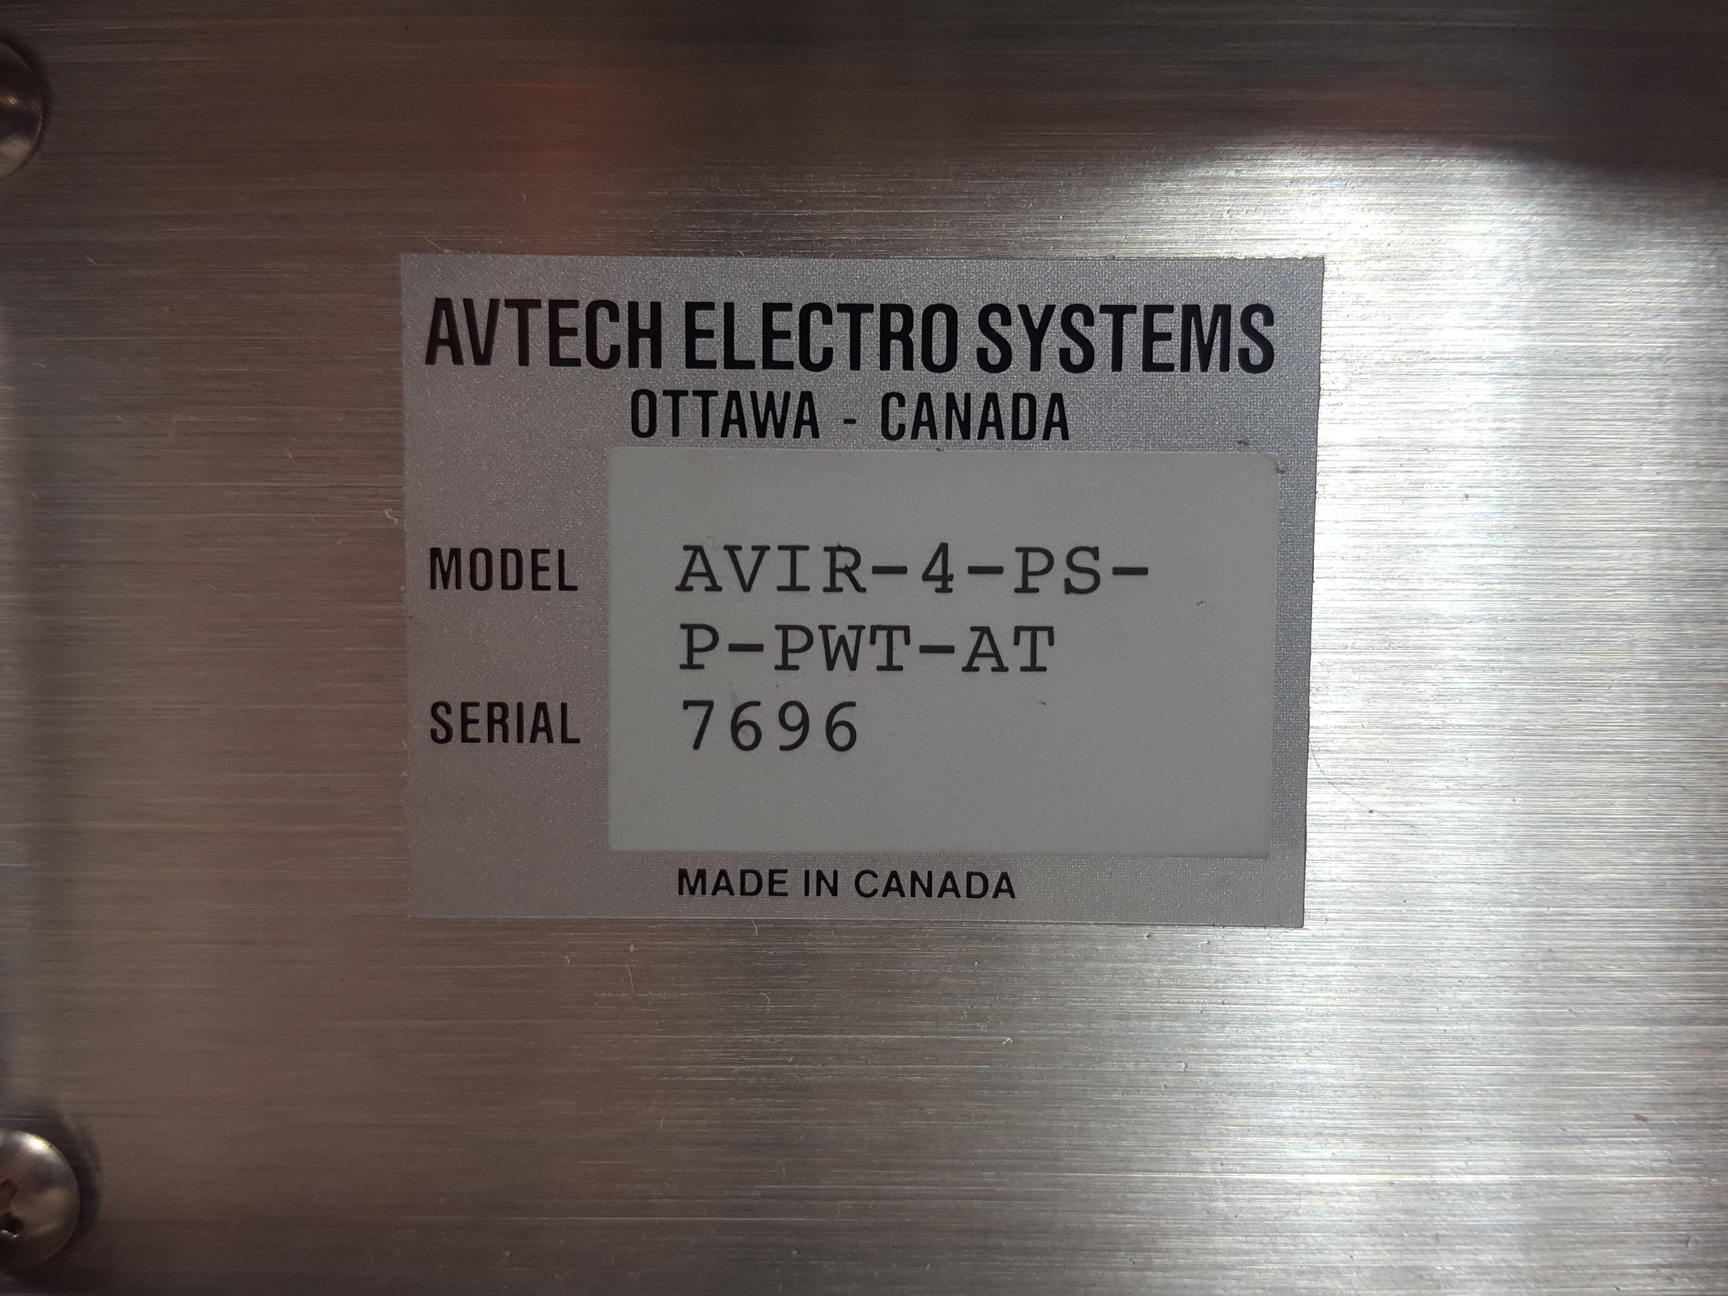 AVTECH ELECTRO SYSTEMS
OTTAWA - CANADA
MODEL AVIR-4-PS-
P-PWT-AT
SERIAL 7696
MADE IN CANADA